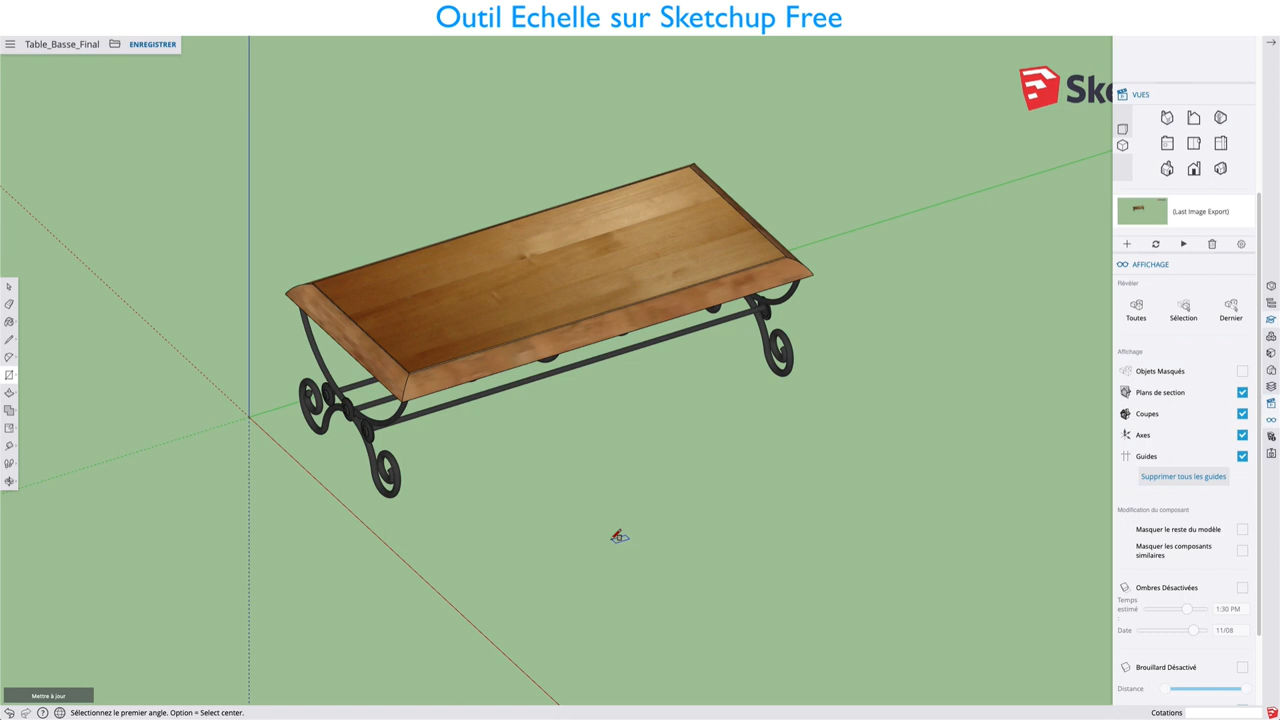 Outil Echelle sur Sketchup Free
Table_Basse_Final
ENREGISTRER
Ske
VUES
(Last Image Export)
AFFICHAGE
Révéler
Toutes
Sélection
Dernier
Affichage
Objets Masqués
Plans de section
Coupes
Axes
Guides
Supprimer tous les guides
Modification du composant
Masquer le reste du modèle
Masquer les composants
similaires
Ombres Désactivées
Temps
estimé
:
1:30 PM
Date
11/08
Brouillard Désactivé
Distance
Mettre à jour
Sélectionnez le premier angle. Option = Select center.
Cotations